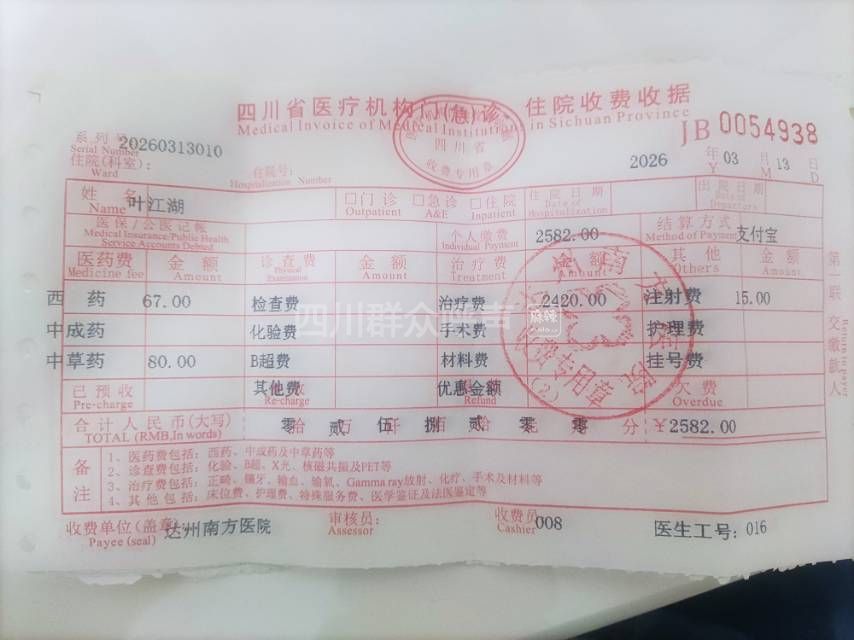 四川省医疗机构门(急)诊、住院收费收据
Medical Invoice of Medical Institutions in Sichuan Province
四川省
收费专用章
JB 0054938
系列号 20260313010
Serial Number
住院(科室):
Ward
住院号:
Hospitalization Number
2026 年 03 月 13 日
Y M D
姓名 叶江湖
Name
□门诊 □急诊 □住院
Outpatient A&E Inpatient
住院日期
Date of Hospitalization
出院日期
Date of Departure
医保/公医记帐
Medical Insurance/Public Health Service Accounts Debited
个人缴费 2582.00
Individual Payment
结算方式 支付宝
Method of Payment
医药费 金额 诊查费 金额 治疗费 金额 其他 金额
Medicine fee Amount Physical Examination Amount Treatment Amount Others Amount
西药 67.00 检查费 治疗费 2420.00 注射费 15.00
中成药 化验费 手术费 护理费
中草药 80.00 B超费 材料费 挂号费
其他费 优惠金额
已预收 欠费
Pre-charge Re-charge Refund Overdue
合计人民币(大写) 零 贰 伍 捌 贰 零 零 分 ¥2582.00
TOTAL (RMB,In words)
备注
1、医药费包括: 西药、中成药及中草药等
2、诊查费包括: 化验、B超、X光、核磁共振及PET等
3、治疗费包括: 正畸、镶牙、输血、输氧、Gamma ray放射、化疗、手术及材料等
4、其他包括: 床位费、护理费、特殊服务费、医学鉴证及法医鉴定等
收费单位(盖章): 达州南方医院
Payee (seal)
审核员:
Assessor
收费员 008
Cashier
医生工号: 016
第一联 交缴款人
Return to payer
四川群众呼声
麻辣